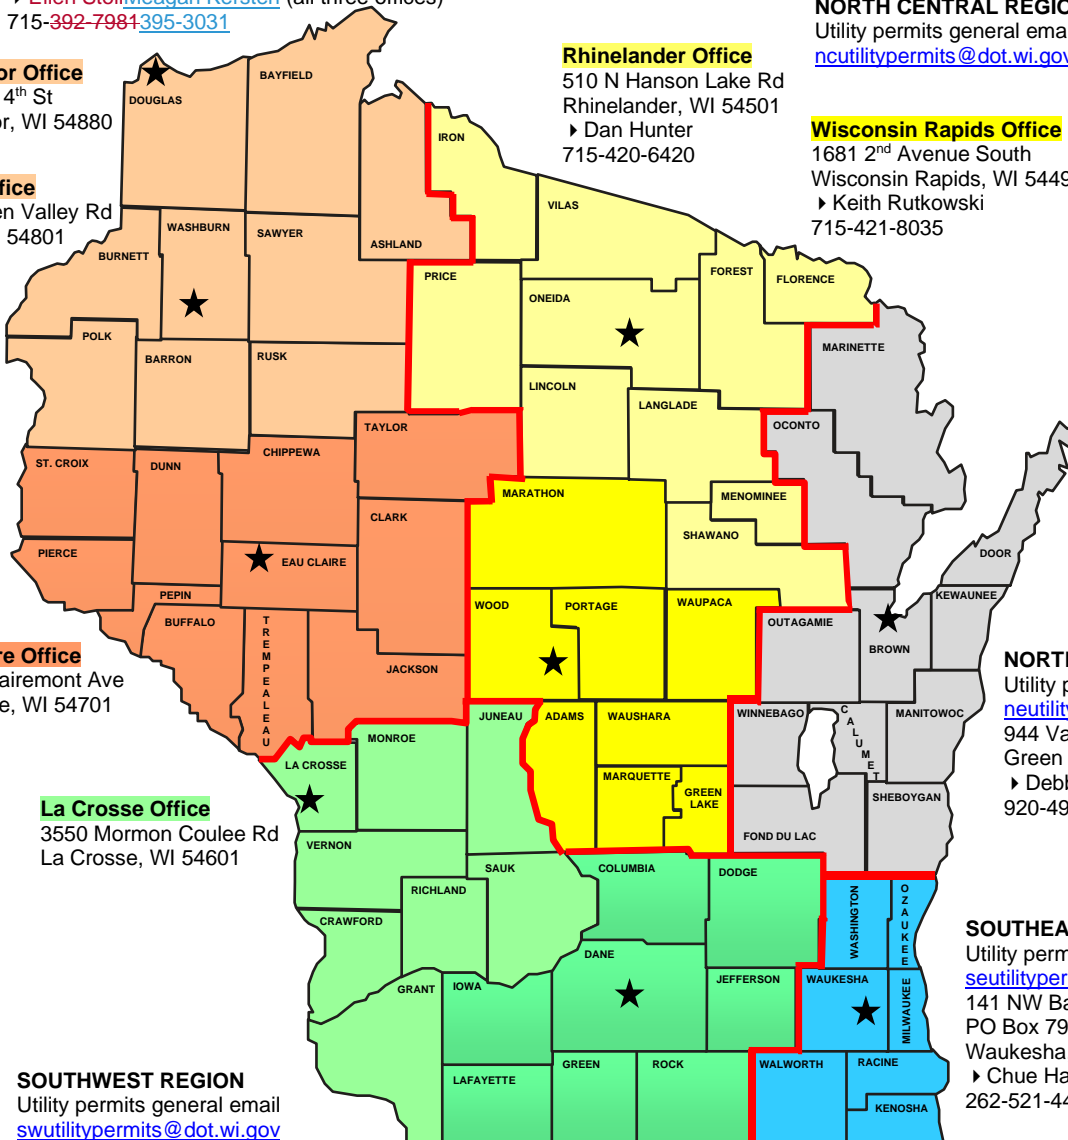 Ellen StollMeagan Kersten (all three offices)
715-392-7981395-3031
or Office
4th St
or, WI 54880
ffice
en Valley Rd
54801
Rhinelander Office
510 N Hanson Lake Rd
Rhinelander, WI 54501
Dan Hunter
715-420-6420
NORTH CENTRAL REGIO
Utility permits general emai
ncutilitypermits@dot.wi.gov
Wisconsin Rapids Office
1681 2nd Avenue South
Wisconsin Rapids, WI 5449
Keith Rutkowski
715-421-8035
DOUGLAS
BAYFIELD
IRON
VILAS
ASHLAND
WASHBURN
SAWYER
BURNETT
PRICE
ONEIDA
FOREST
FLORENCE
POLK
BARRON
RUSK
LINCOLN
LANGLADE
MARINETTE
OCONTO
TAYLOR
ST. CROIX
DUNN
CHIPPEWA
MARATHON
MENOMINEE
CLARK
SHAWANO
PIERCE
EAU CLAIRE
DOOR
PEPIN
BUFFALO
TREMPEALEAU
WOOD
PORTAGE
WAUPACA
OUTAGAMIE
BROWN
KEWAUNEE
JACKSON
re Office
airemont Ave
e, WI 54701
NORTH
Utility p
neutility
944 Va
Green
Debb
920-49
JUNEAU
ADAMS
WAUSHARA
WINNEBAGO
CALUMET
MANITOWOC
MONROE
LA CROSSE
MARQUETTE
GREEN
LAKE
SHEBOYGAN
FOND DU LAC
La Crosse Office
3550 Mormon Coulee Rd
La Crosse, WI 54601
VERNON
SAUK
COLUMBIA
DODGE
RICHLAND
CRAWFORD
WASHINGTON
OZAUKEE
DANE
GRANT
IOWA
JEFFERSON
WAUKESHA
MILWAUKEE
SOUTHEA
Utility perm
seutilityper
141 NW Ba
PO Box 79
Waukesha
Chue Ha
262-521-44
LAFAYETTE
GREEN
ROCK
WALWORTH
RACINE
KENOSHA
SOUTHWEST REGION
Utility permits general email
swutilitypermits@dot.wi.gov